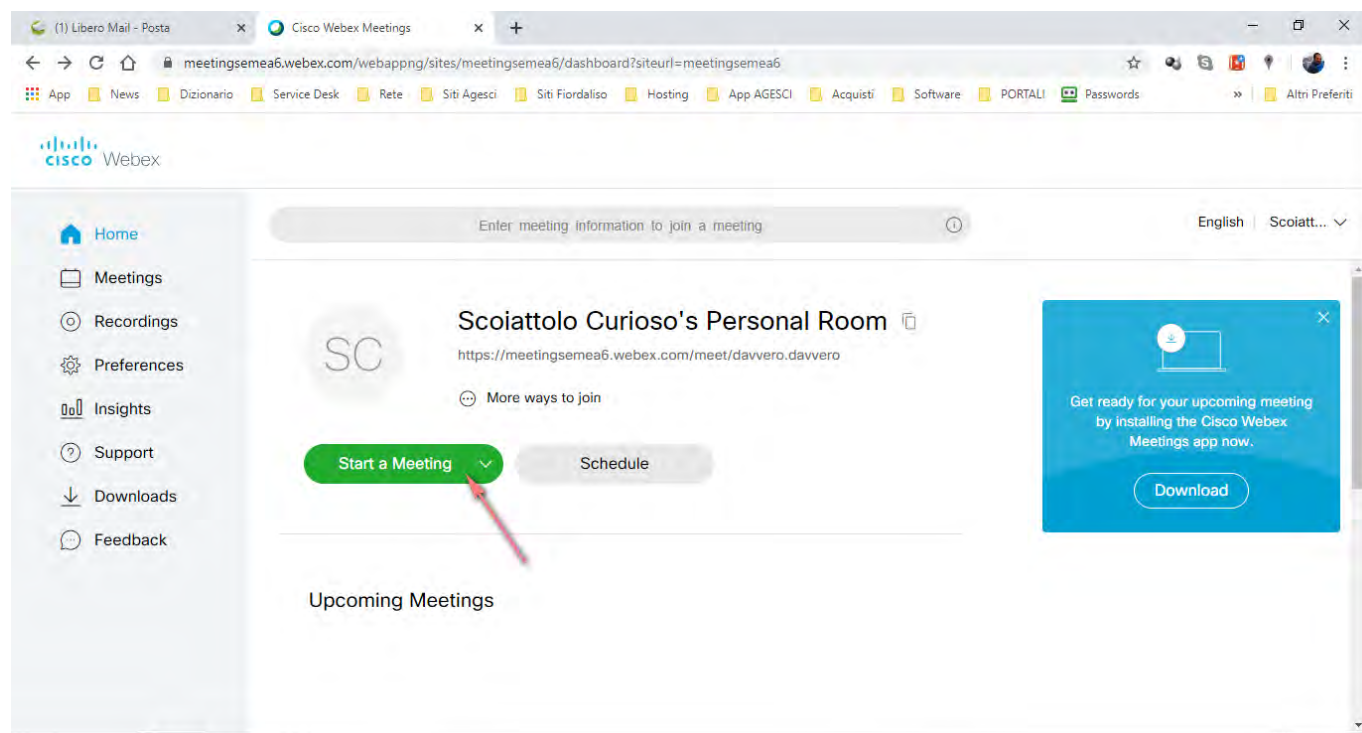 (1) Libero Mail - Posta
Cisco Webex Meetings
meetingsemea6.webex.com/webappng/sites/meetingsemea6/dashboard?siteurl=meetingsemea6
App News Dizionario Service Desk Rete Siti Agesci Siti Fiordaliso Hosting App AGESCI Acquisti Software PORTALI Passwords » Altri Preferiti
cisco Webex
Enter meeting information to join a meeting
English Scoiatt...
Home
Meetings
Recordings
Preferences
Insights
Support
Downloads
Feedback
SC
Scoiattolo Curioso's Personal Room
https://meetingsemea6.webex.com/meet/davvero.davvero
More ways to join
Start a Meeting
Schedule
Upcoming Meetings
Get ready for your upcoming meeting
by installing the Cisco Webex
Meetings app now.
Download